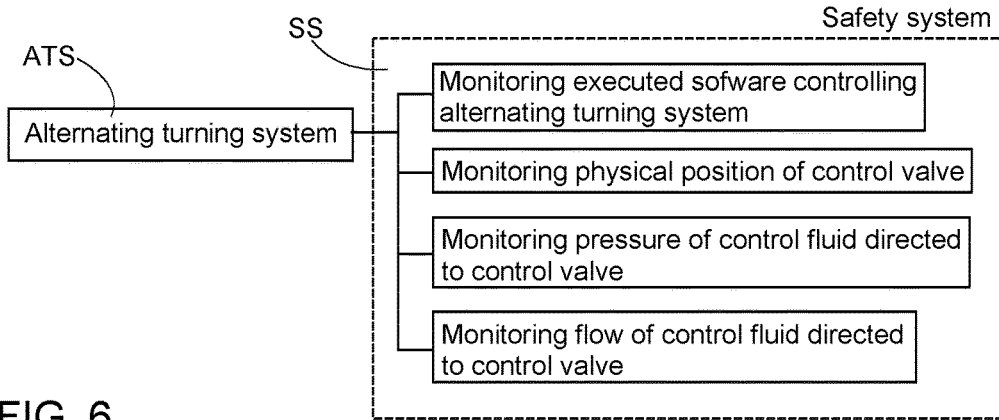 Safety system
SS
ATS
Alternating turning system
Monitoring executed sofware controlling
alternating turning system
Monitoring physical position of control valve
Monitoring pressure of control fluid directed
to control valve
Monitoring flow of control fluid directed
to control valve
FIG. 6